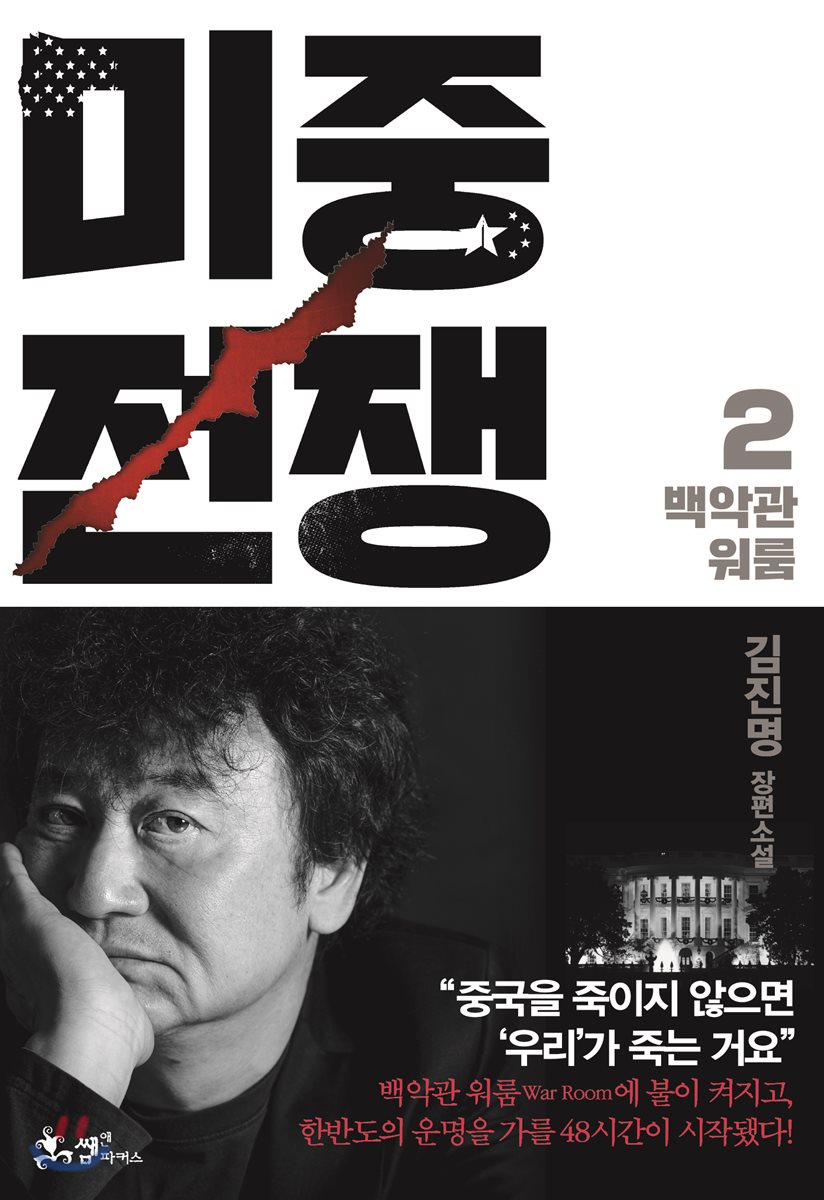 미중
전쟁
2
백악관
워룸
김진명 장편소설
“중국을 죽이지 않으면
‘우리’가 죽는 거요”
백악관 워룸War Room에 불이 켜지고,
한반도의 운명을 가를 48시간이 시작됐다!
쌤앤파커스